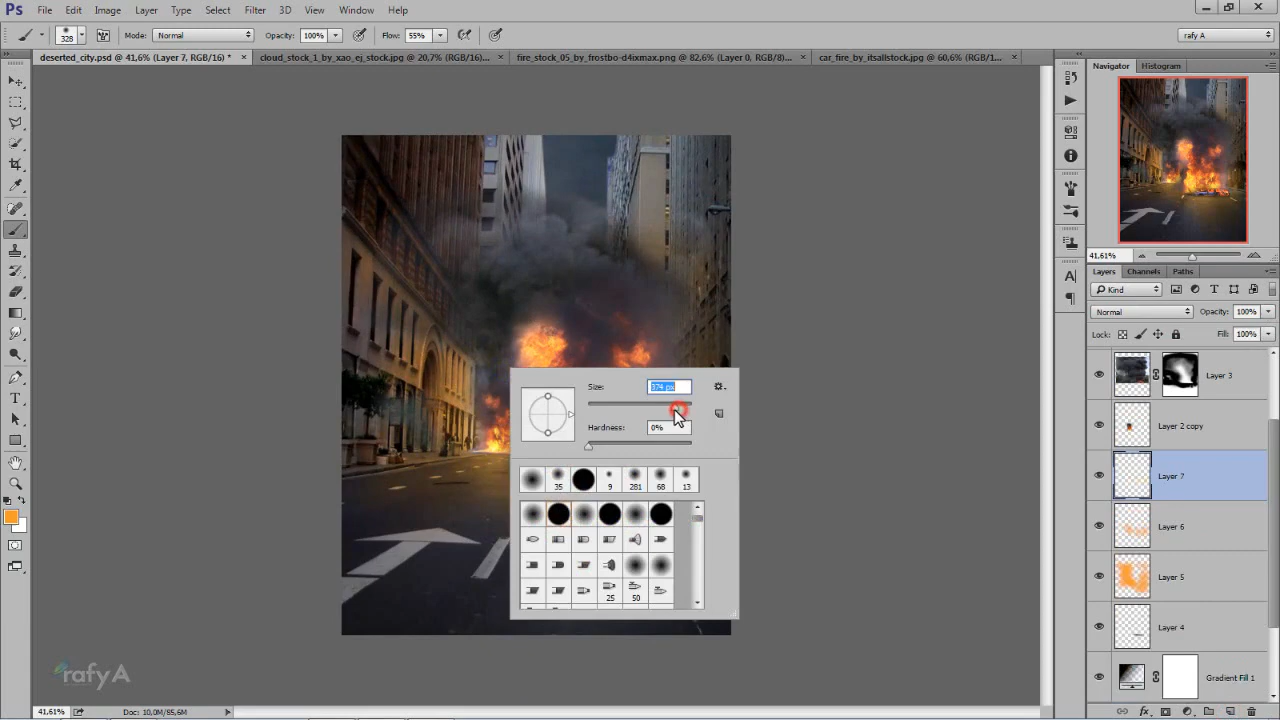 Ps File Edit Image Layer Type Select Filter 3D View Window Help
328 Mode: Normal Opacity: 100% Flow: 55% rafy A
deserted_city.psd @ 41,6% (Layer 7, RGB/16) * × cloud_stock_1_by_xao_ej_stock.jpg @ 20,7% (RGB/16)... × fire_stock_05_by_frostbo-d4ixmax.png @ 82,6% (Layer 0, RGB/8)... × car_fire_by_itsallstock.jpg @ 60,6% (RGB/1... ×
Navigator Histogram
41,61%
Layers Channels Paths
Kind
Normal Opacity: 100%
Lock: Fill: 100%
Layer 3
Layer 2 copy
Layer 7
Layer 6
Layer 5
Layer 4
Gradient Fill 1
Size: 374 px
Hardness: 0%
35 9 281 68 13
25 50
rafy A
41,61% Doc: 10,0M/85,6M